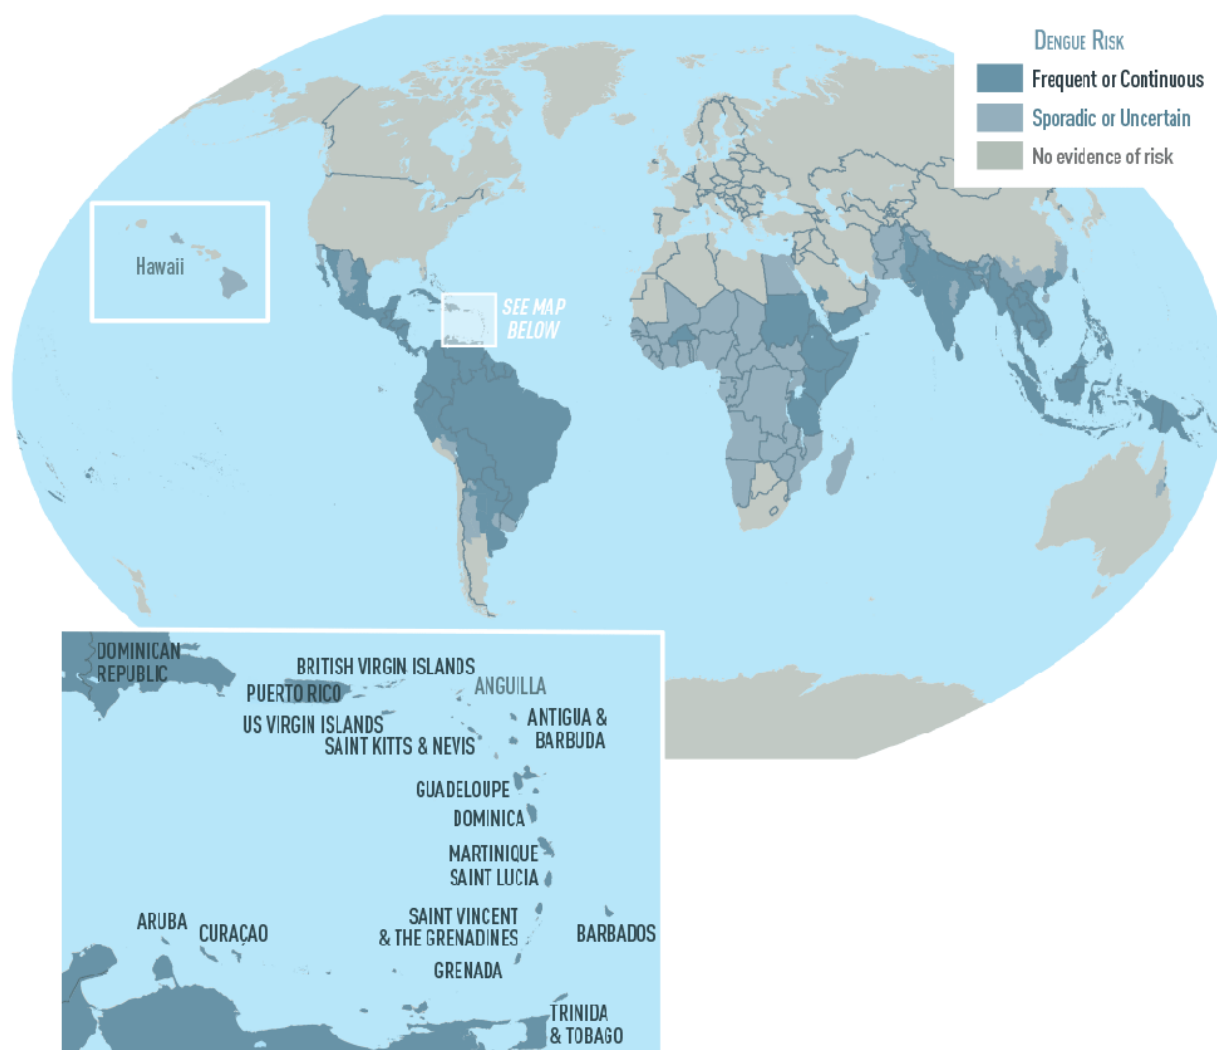 DENGUE RISK
Frequent or Continuous
Sporadic or Uncertain
No evidence of risk
Hawaii
SEE MAP
BELOW
DOMINICAN
REPUBLIC
BRITISH VIRGIN ISLANDS
PUERTO RICO
ANGUILLA
US VIRGIN ISLANDS
ANTIGUA &
BARBUDA
SAINT KITTS & NEVIS
GUADELOUPE
DOMINICA
MARTINIQUE
SAINT LUCIA
ARUBA
CURAÇAO
SAINT VINCENT
& THE GRENADINES
BARBADOS
GRENADA
TRINIDA
& TOBAGO